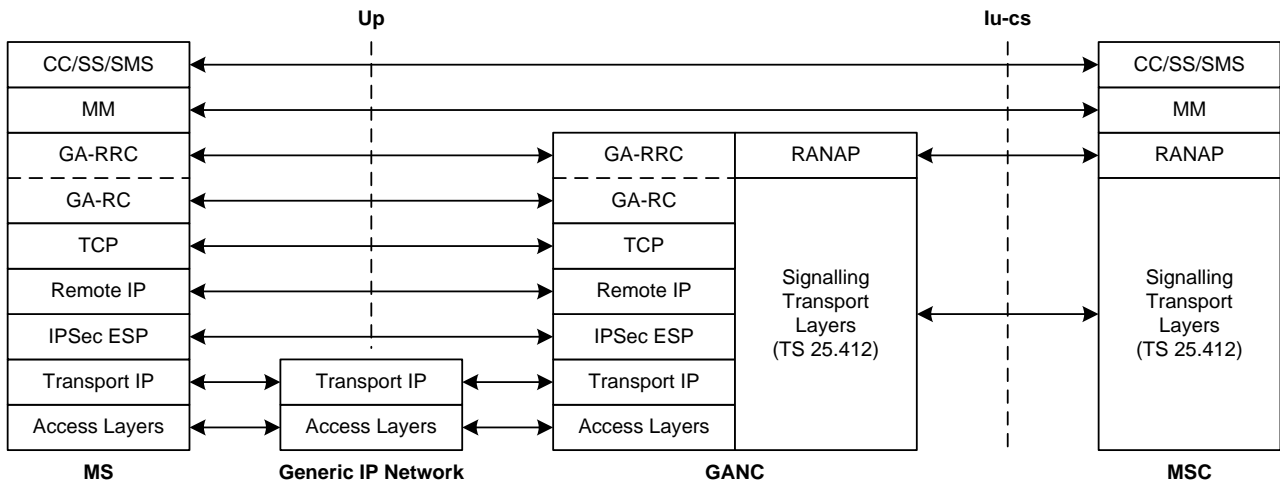 Up Iu-cs
CC/SS/SMS CC/SS/SMS
MM MM
GA-RRC GA-RRC RANAP RANAP
GA-RC GA-RC
TCP TCP
Remote IP Remote IP
Signalling
Transport
Layers
(TS 25.412)
Signalling
Transport
Layers
(TS 25.412)
IPSec ESP IPSec ESP
Transport IP Transport IP Transport IP
Access Layers Access Layers Access Layers
MS Generic IP Network GANC MSC